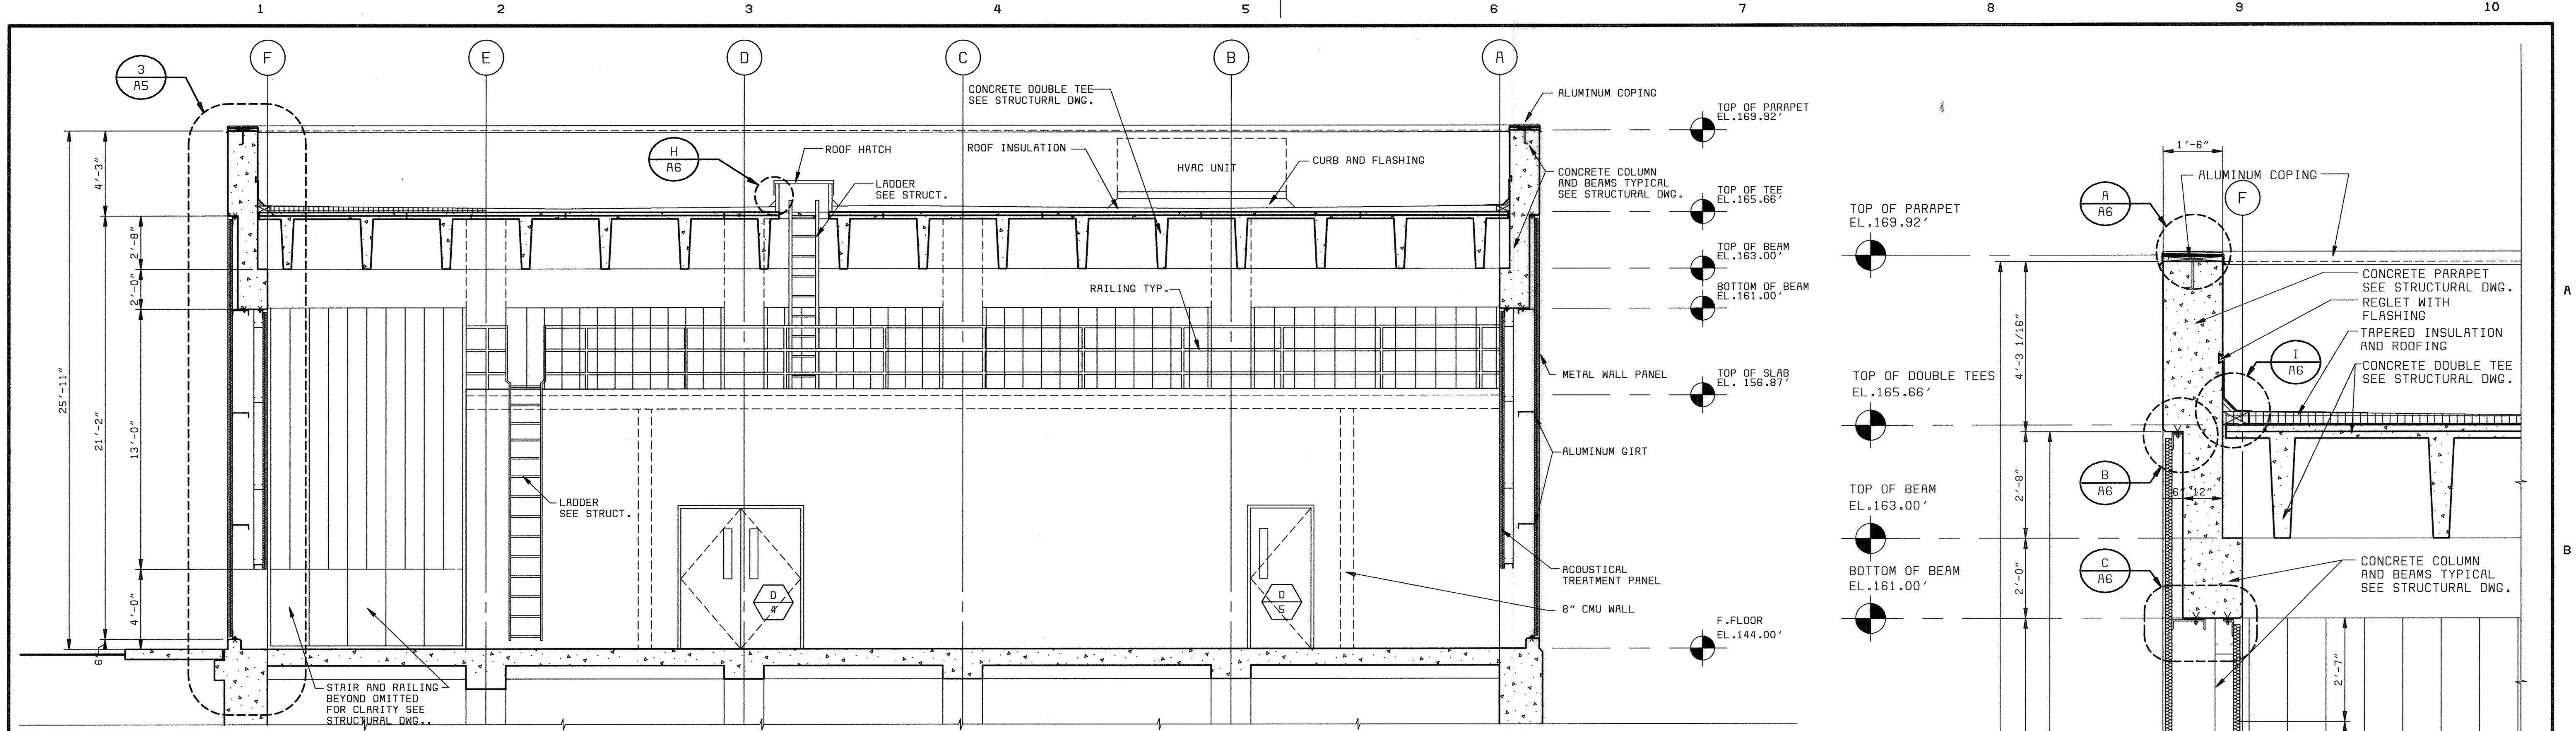 1 2 3 4 5 6 7 8 9 10
3
A5
F
E
D
C
B
A
CONCRETE DOUBLE TEE
SEE STRUCTURAL DWG.
ALUMINUM COPING
TOP OF PARAPET
EL.169.92'
H
A6
ROOF HATCH
LADDER
SEE STRUCT.
ROOF INSULATION
HVAC UNIT
CURB AND FLASHING
CONCRETE COLUMN
AND BEAMS TYPICAL
SEE STRUCTURAL DWG.
TOP OF TEE
EL.165.66'
TOP OF BEAM
EL.163.00'
BOTTOM OF BEAM
EL.161.00'
RAILING TYP.
METAL WALL PANEL
TOP OF SLAB
EL. 156.87'
ALUMINUM GIRT
LADDER
SEE STRUCT.
D
4
D
5
ACOUSTICAL
TREATMENT PANEL
8" CMU WALL
F.FLOOR
EL.144.00'
STAIR AND RAILING
BEYOND OMITTED
FOR CLARITY SEE
STRUCTURAL DWG..
25'-11"
4'-3"
21'-2"
6"
2'-8"
2'-0"
13'-0"
4'-0"
1'-6"
ALUMINUM COPING
A
A6
F
TOP OF PARAPET
EL.169.92'
CONCRETE PARAPET
SEE STRUCTURAL DWG.
REGLET WITH
FLASHING
TAPERED INSULATION
AND ROOFING
I
A6
CONCRETE DOUBLE TEE
SEE STRUCTURAL DWG.
4'-3 1/16"
TOP OF DOUBLE TEES
EL.165.66'
B
A6
6" 12"
2'-8"
TOP OF BEAM
EL.163.00'
C
A6
2'-0"
BOTTOM OF BEAM
EL.161.00'
CONCRETE COLUMN
AND BEAMS TYPICAL
SEE STRUCTURAL DWG.
2'-7"
A
B